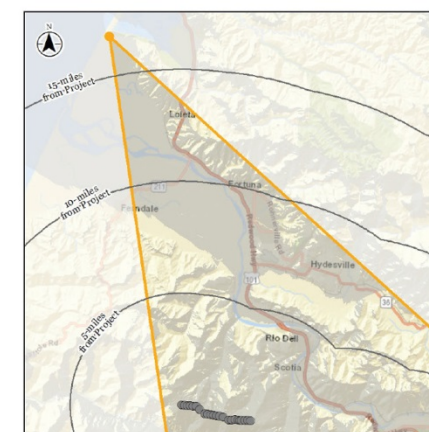 N
15-miles
from Project
Loleta
10-miles
from Project
Fortuna
211
Ferndale
Hydesville
101
36
5-miles
from Project
Rio Dell
Scotia